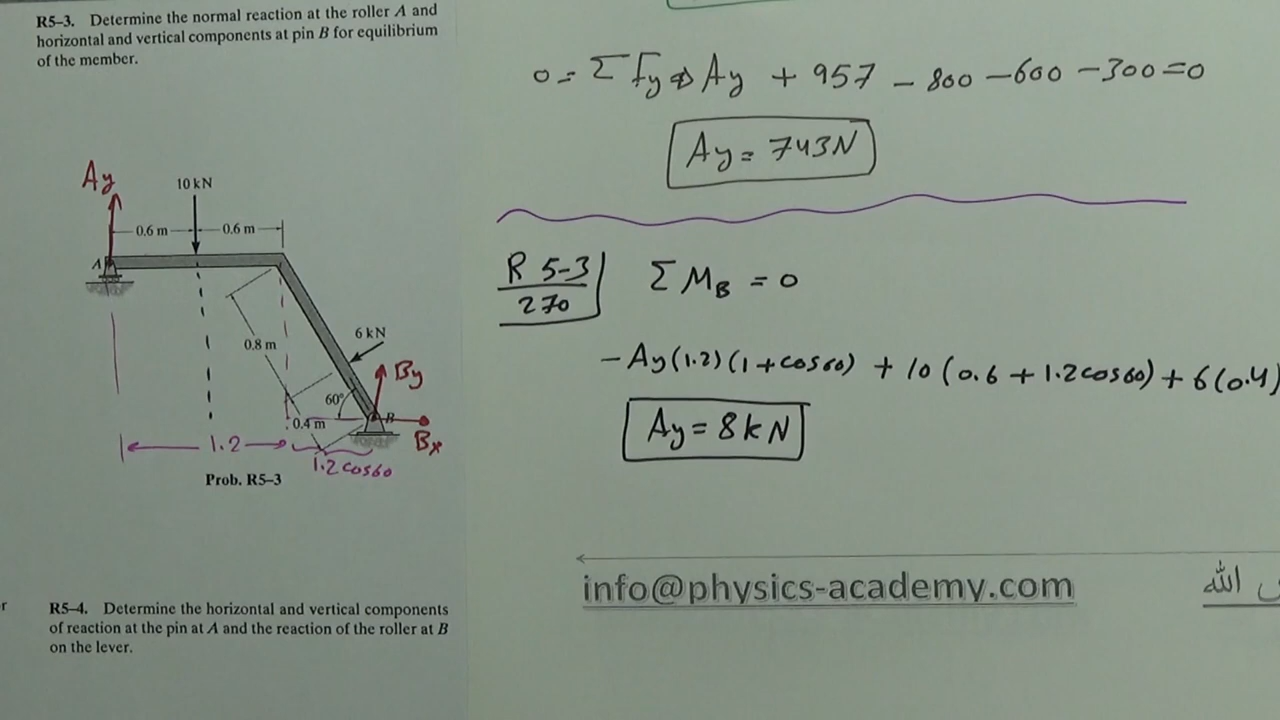 R5–3. Determine the normal reaction at the roller A and
horizontal and vertical components at pin B for equilibrium
of the member.
Ay
10 kN
0.6 m
0.6 m
A
0.8 m
6 kN
60°
By
B
0.4 m
Bx
1.2
1.2 cos60
Prob. R5–3
R5–4. Determine the horizontal and vertical components
of reaction at the pin at A and the reaction of the roller at B
on the lever.
r
0 = ΣFy ⇒ Ay + 957 - 800 - 600 - 300 = 0
Ay = 743N
R 5-3
270
Σ M_B = 0
-Ay(1.2)(1+cos60) + 10(0.6 + 1.2cos60) + 6(0.4)
Ay = 8kN
info@physics-academy.com
الله